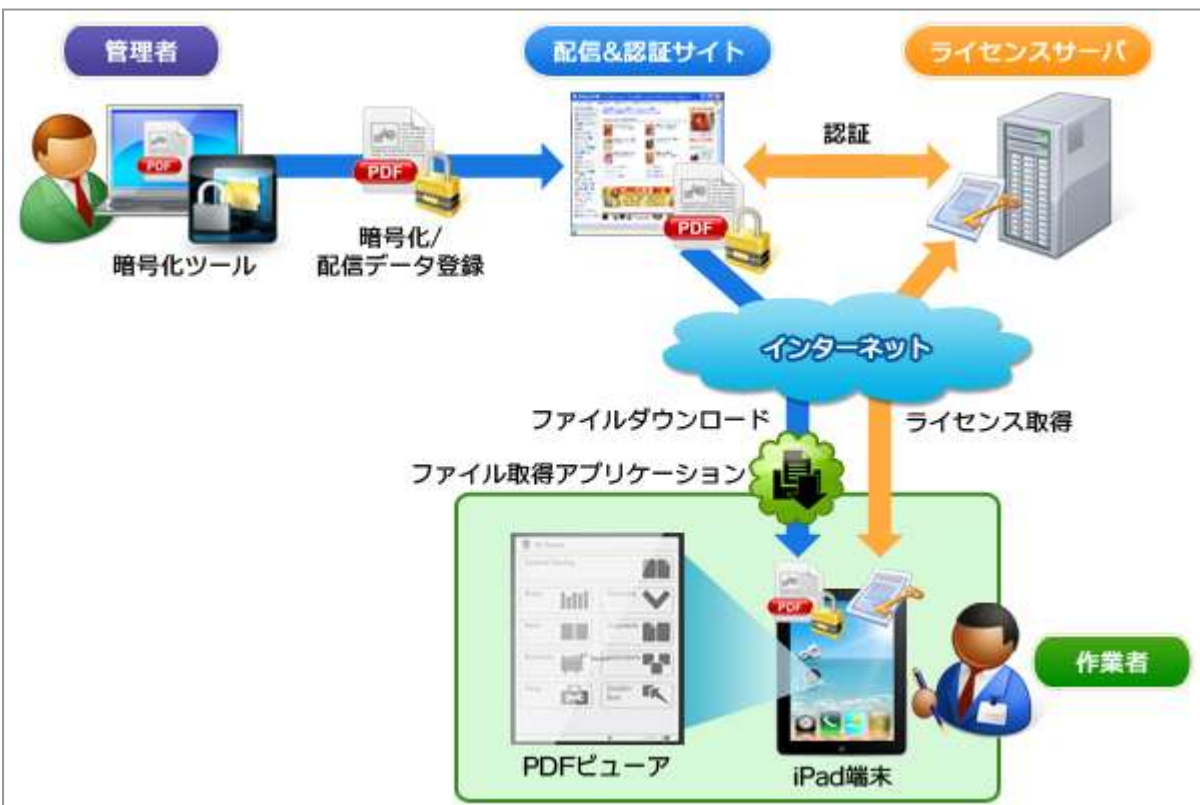 管理者
配信&認証サイト
ライセンスサーバ
認証
PDF
PDF
PDF
暗号化ツール
暗号化/
配信データ登録
インターネット
ファイルダウンロード
ライセンス取得
ファイル取得アプリケーション
PDF
作業者
PDFビューア
iPad端末